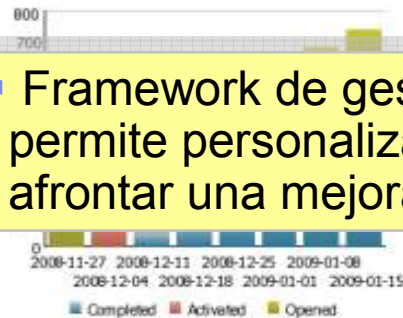 800
700
Framework de ges
permite personaliza
afrontar una mejora
0
2008-11-27 2008-12-11 2008-12-25 2009-01-08
2008-12-04 2008-12-18 2009-01-01 2009-01-15
Completed Activated Opened